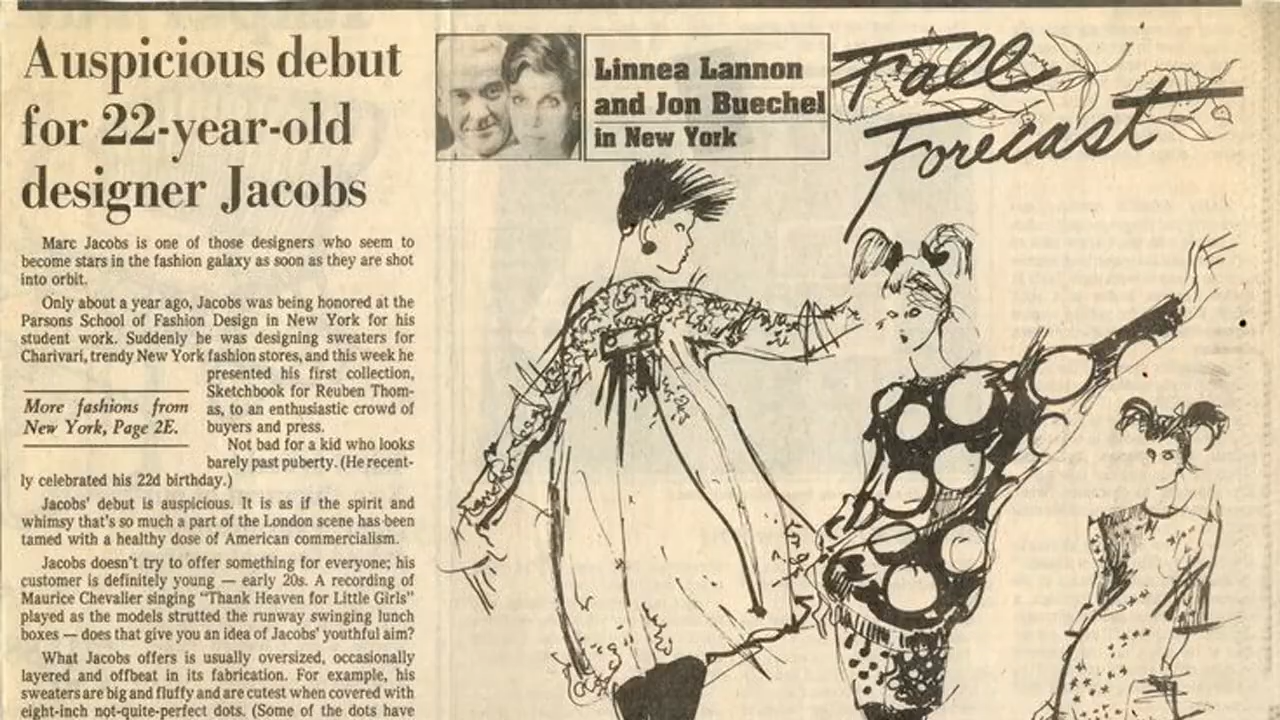 Auspicious debut
for 22-year-old
designer Jacobs
Marc Jacobs is one of those designers who seem to
become stars in the fashion galaxy as soon as they are shot
into orbit.
Only about a year ago, Jacobs was being honored at the
Parsons School of Fashion Design in New York for his
student work. Suddenly he was designing sweaters for
Charivari, trendy New York fashion stores, and this week he
presented his first collection,
Sketchbook for Reuben Thom-
as, to an enthusiastic crowd of
buyers and press.
More fashions from
New York, Page 2E.
Not bad for a kid who looks
barely past puberty. (He recent-
ly celebrated his 22d birthday.)
Jacobs' debut is auspicious. It is as if the spirit and
whimsy that's so much a part of the London scene has been
tamed with a healthy dose of American commercialism.
Jacobs doesn't try to offer something for everyone; his
customer is definitely young — early 20s. A recording of
Maurice Chevalier singing "Thank Heaven for Little Girls"
played as the models strutted the runway swinging lunch
boxes — does that give you an idea of Jacobs' youthful aim?
What Jacobs offers is usually oversized, occasionally
layered and offbeat in its fabrication. For example, his
sweaters are big and fluffy and are cutest when covered with
eight-inch not-quite-perfect dots. (Some of the dots have
Linnea Lannon
and Jon Buechel
in New York
Fall
Forecast